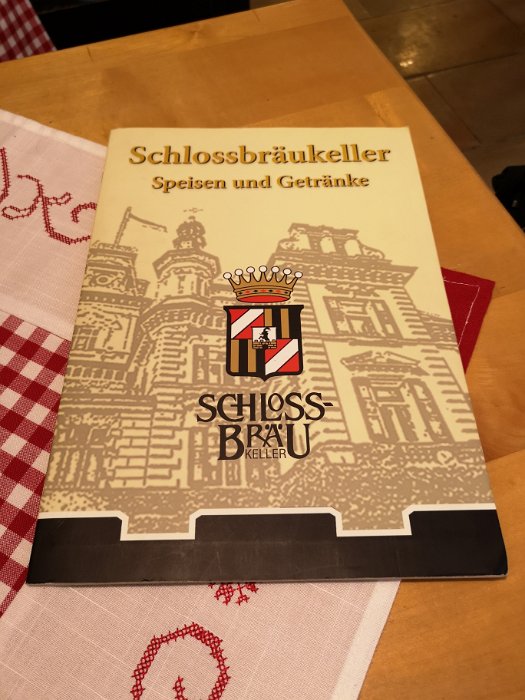 Schlossbräukeller
Speisen und Getränke
SCHLOSS-
BRÄU
KELLER